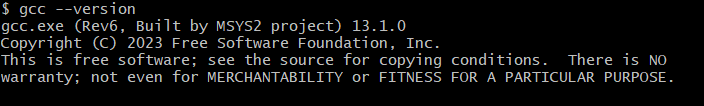 $ gcc --version
gcc.exe (Rev6, Built by MSYS2 project) 13.1.0
Copyright (C) 2023 Free Software Foundation, Inc.
This is free software; see the source for copying conditions.  There is NO
warranty; not even for MERCHANTABILITY or FITNESS FOR A PARTICULAR PURPOSE.